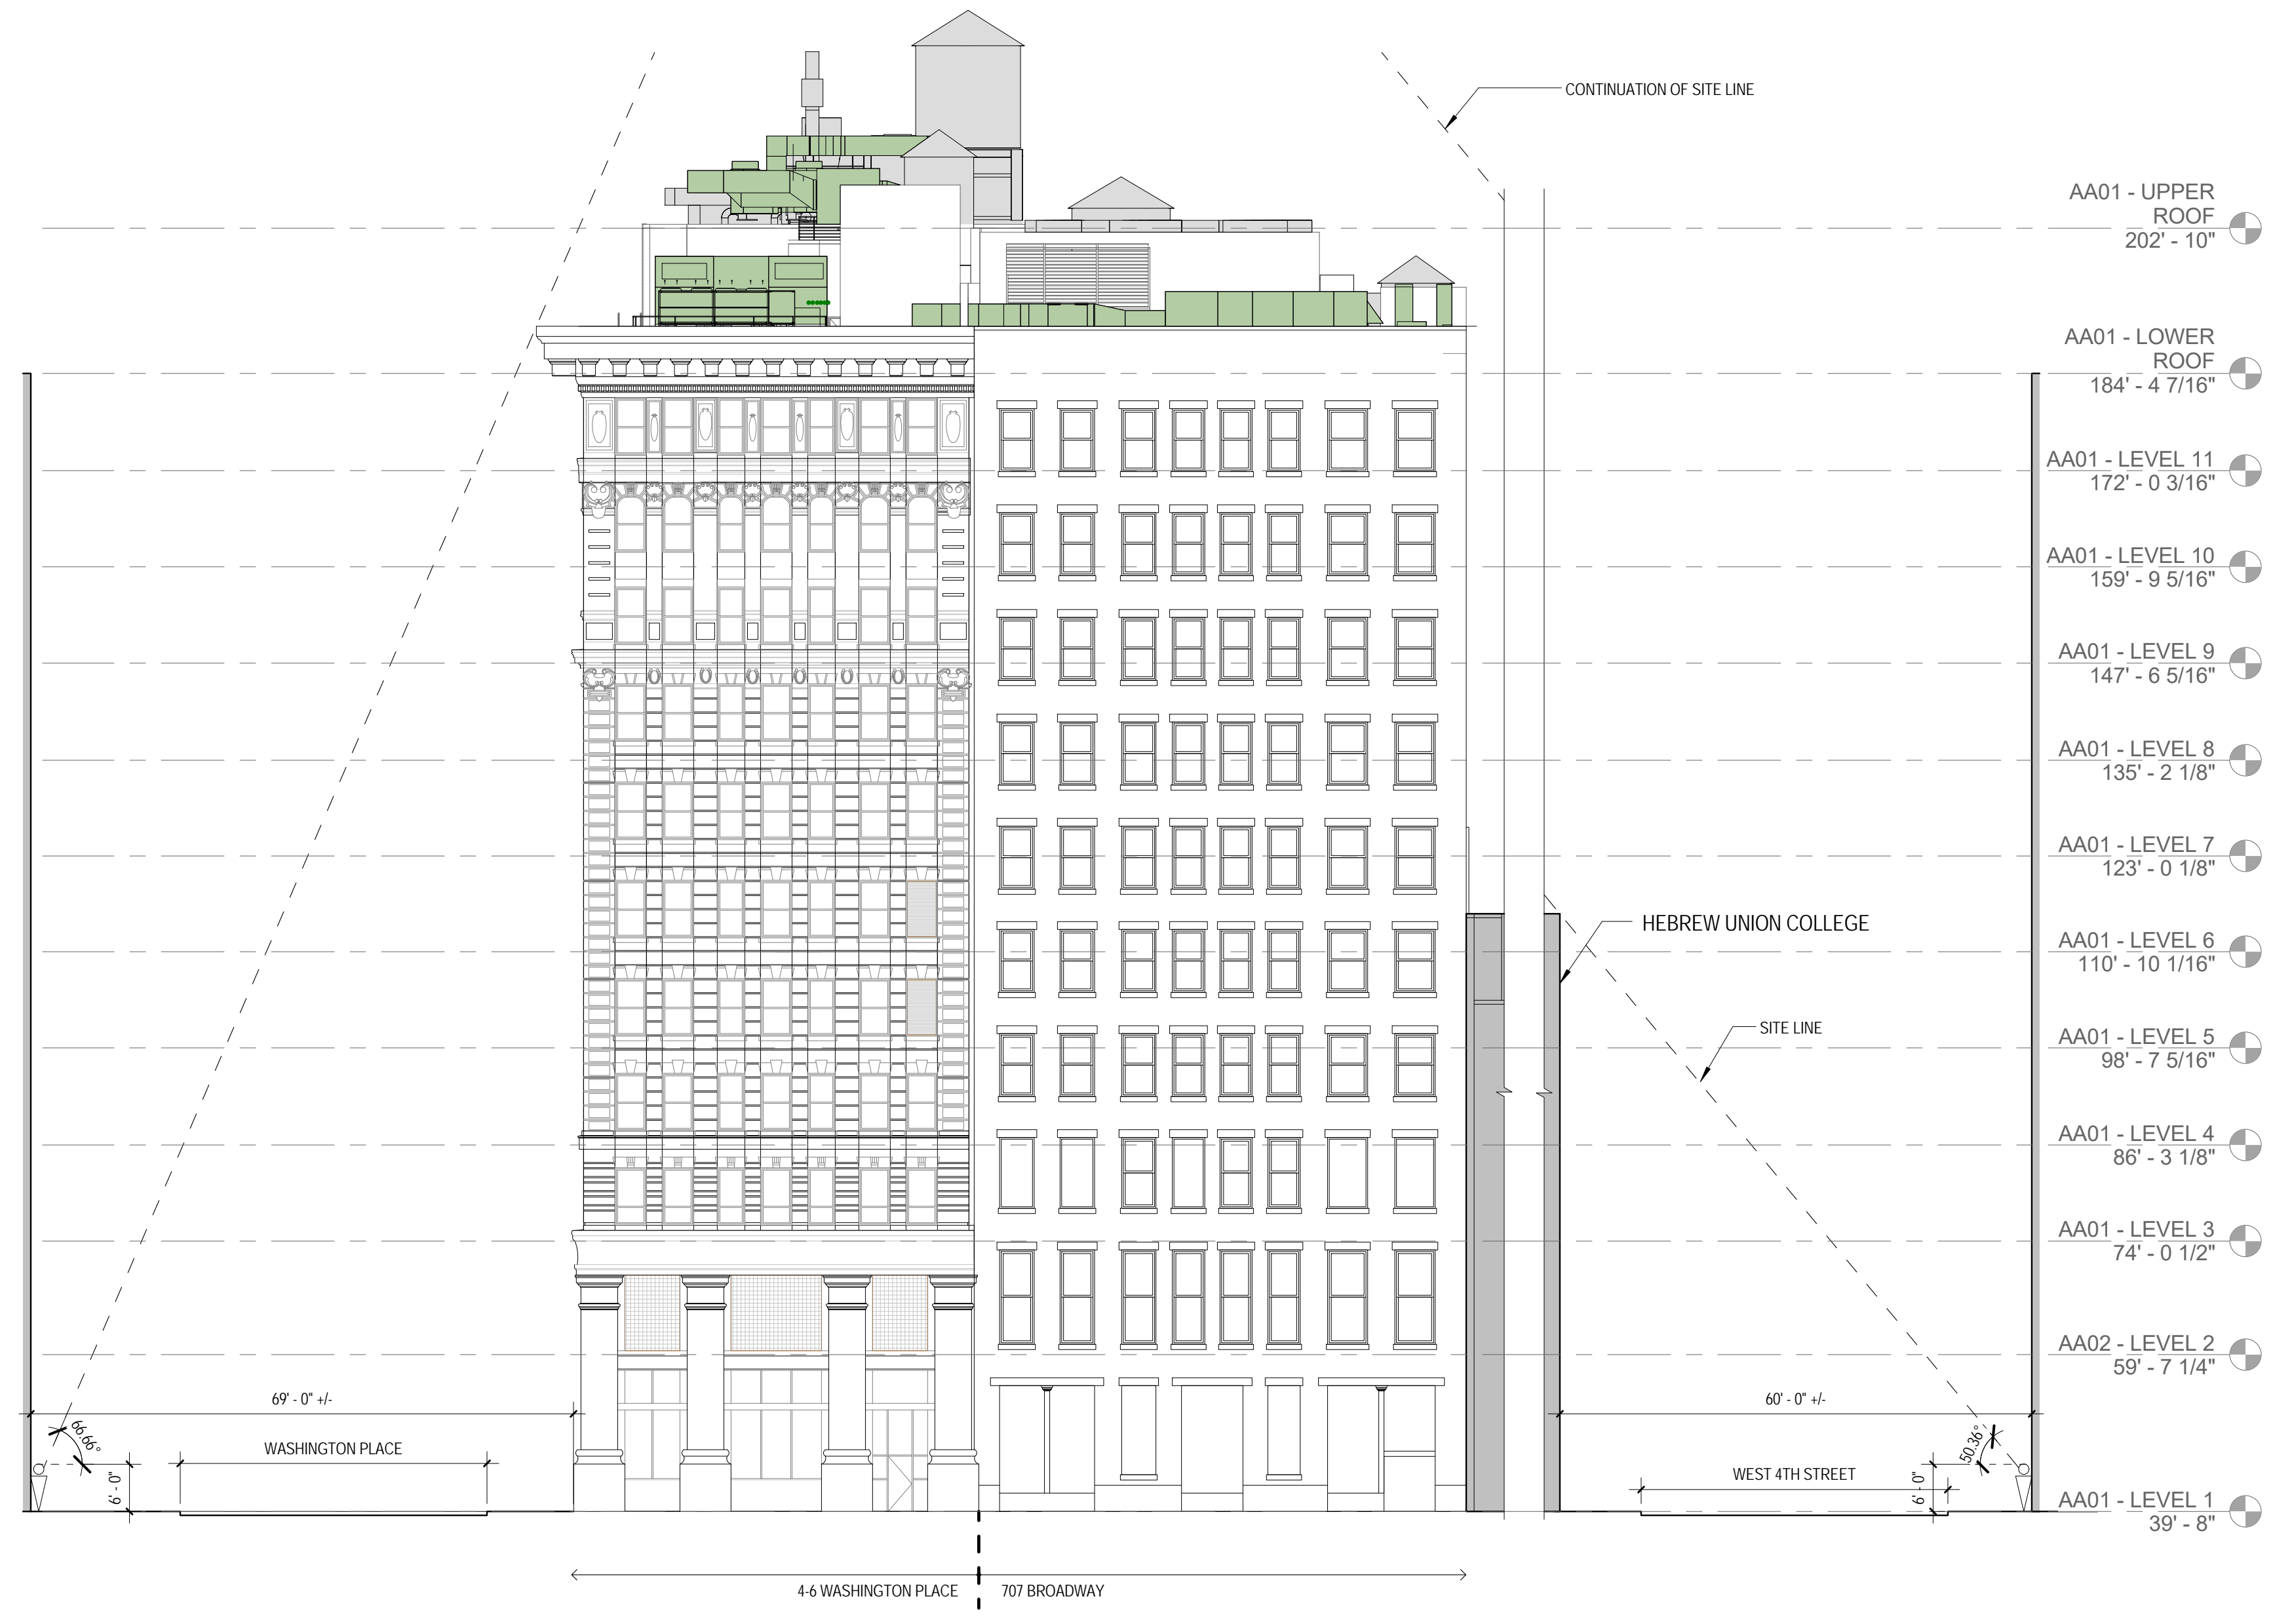 CONTINUATION OF SITE LINE
AA01 - UPPER
ROOF
202' - 10"
AA01 - LOWER
ROOF
184' - 4 7/16"
AA01 - LEVEL 11
172' - 0 3/16"
AA01 - LEVEL 10
159' - 9 5/16"
AA01 - LEVEL 9
147' - 6 5/16"
AA01 - LEVEL 8
135' - 2 1/8"
AA01 - LEVEL 7
123' - 0 1/8"
HEBREW UNION COLLEGE
AA01 - LEVEL 6
110' - 10 1/16"
SITE LINE
AA01 - LEVEL 5
98' - 7 5/16"
AA01 - LEVEL 4
86' - 3 1/8"
AA01 - LEVEL 3
74' - 0 1/2"
AA02 - LEVEL 2
59' - 7 1/4"
69' - 0" +/-
60' - 0" +/-
66.66°
WASHINGTON PLACE
6' - 0"
50.36°
WEST 4TH STREET
6' - 0"
AA01 - LEVEL 1
39' - 8"
4-6 WASHINGTON PLACE
707 BROADWAY